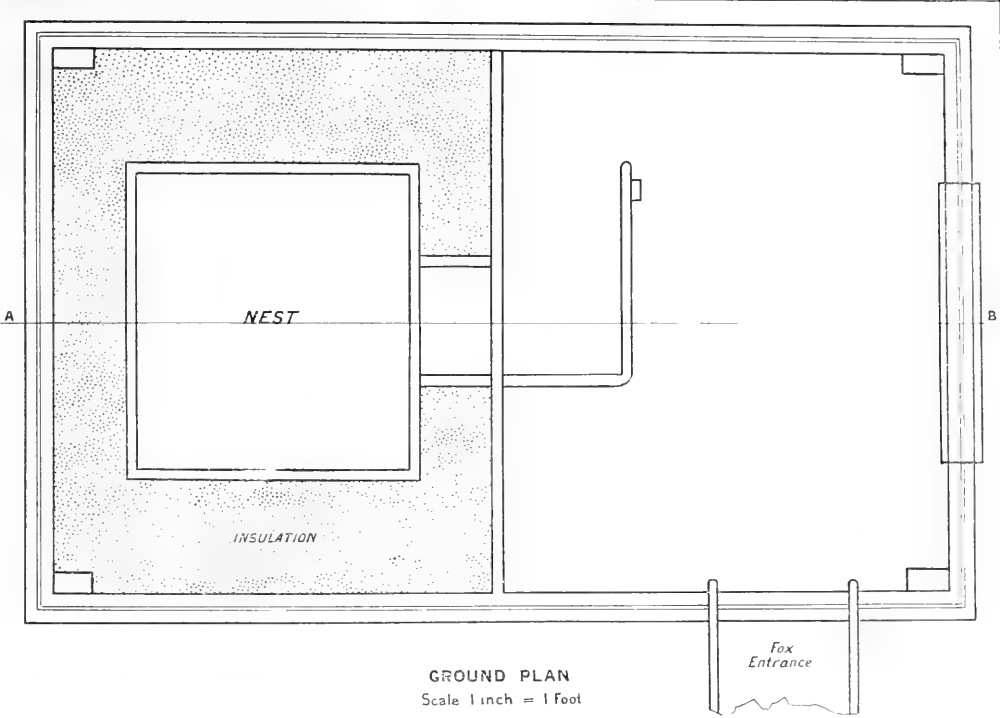 A
NEST
B
INSULATION
Fox
Entrance
GROUND PLAN
Scale 1 inch = 1 Foot